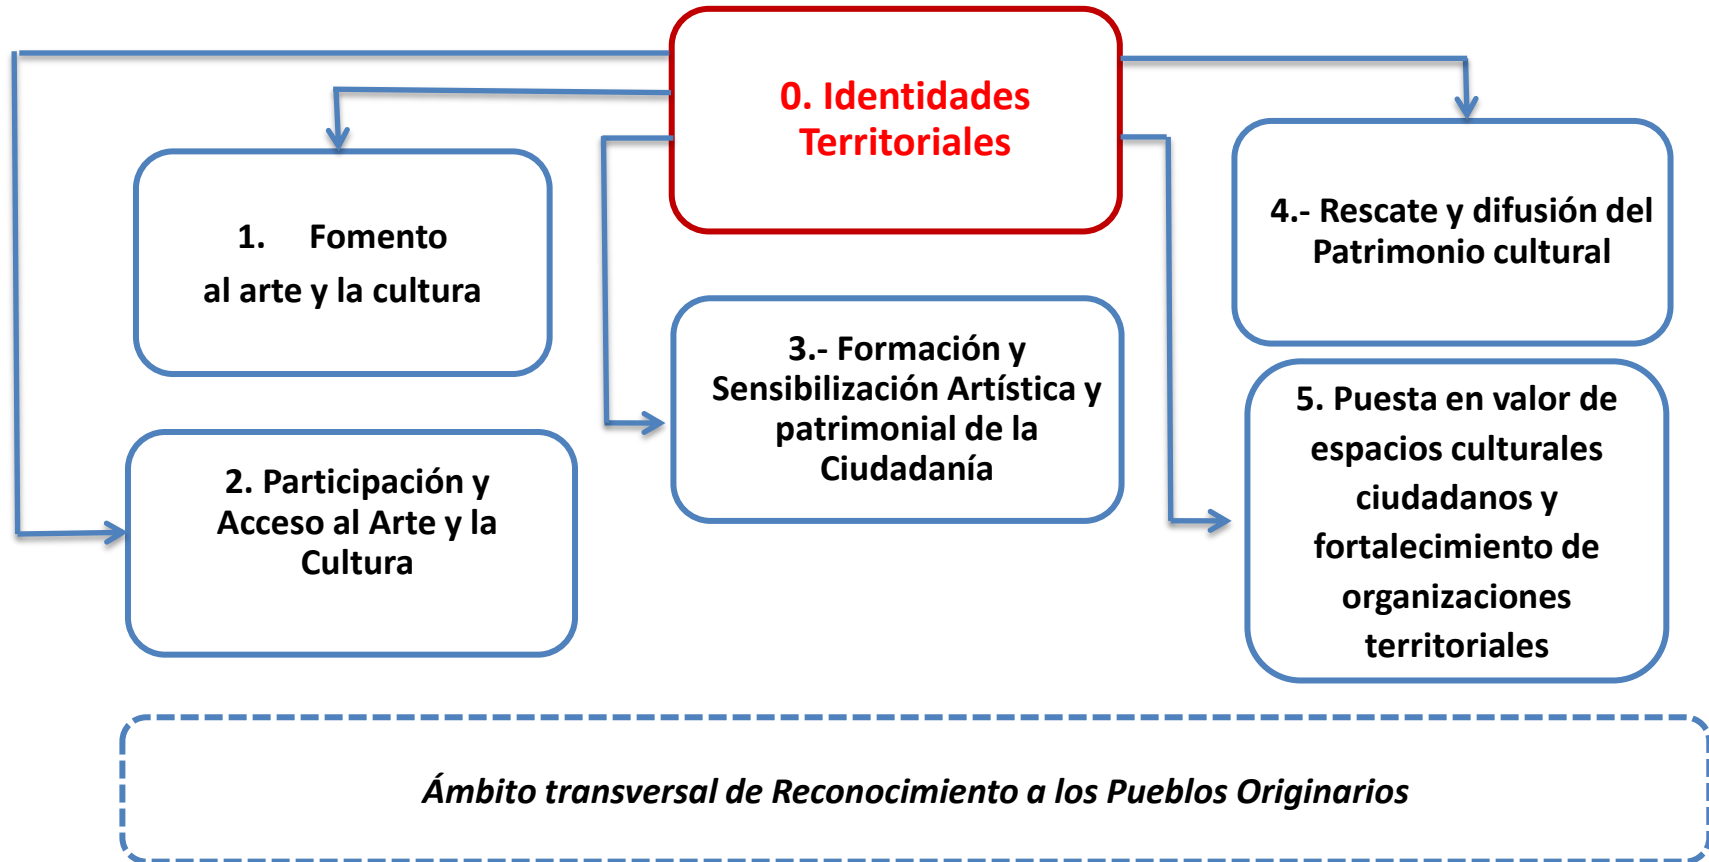 0. Identidades
Territoriales
1. Fomento
al arte y la cultura
2. Participación y
Acceso al Arte y la
Cultura
3.- Formación y
Sensibilización Artística y
patrimonial de la
Ciudadanía
4.- Rescate y difusión del
Patrimonio cultural
5. Puesta en valor de
espacios culturales
ciudadanos y
fortalecimiento de
organizaciones
territoriales
Ámbito transversal de Reconocimiento a los Pueblos Originarios